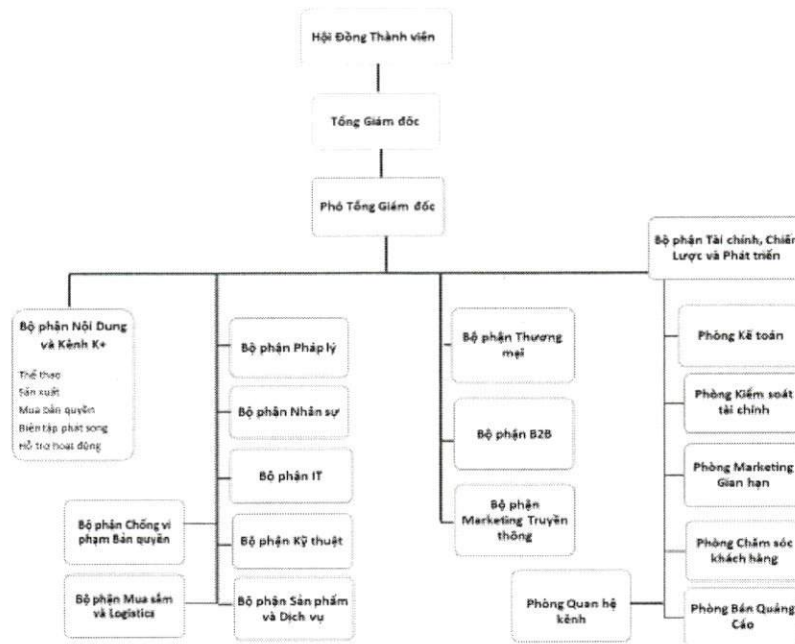 Hội Đồng Thành viên
Tổng Giám đốc
Phó Tổng Giám đốc
Bộ phận Tài chính, Chiến
Lược và Phát triển
Bộ phận Nội Dung
và Kênh K+
Thể thao
Sản xuất
Mua bản quyền
Biên tập phát sóng
Hỗ trợ hoạt động
Bộ phận Pháp lý
Bộ phận Nhân sự
Bộ phận IT
Bộ phận Chống vi
phạm Bản quyền
Bộ phận Kỹ thuật
Bộ phận Mua sắm
và Logistics
Bộ phận Sản phẩm
và Dịch vụ
Bộ phận Thương
mại
Bộ phận B2B
Bộ phận
Marketing Truyền
thông
Phòng Kế toán
Phòng Kiểm soát
tài chính
Phòng Marketing
Gian hạn
Phòng Chăm sóc
khách hàng
Phòng Quan hệ
kênh
Phòng Bán Quảng
Cáo